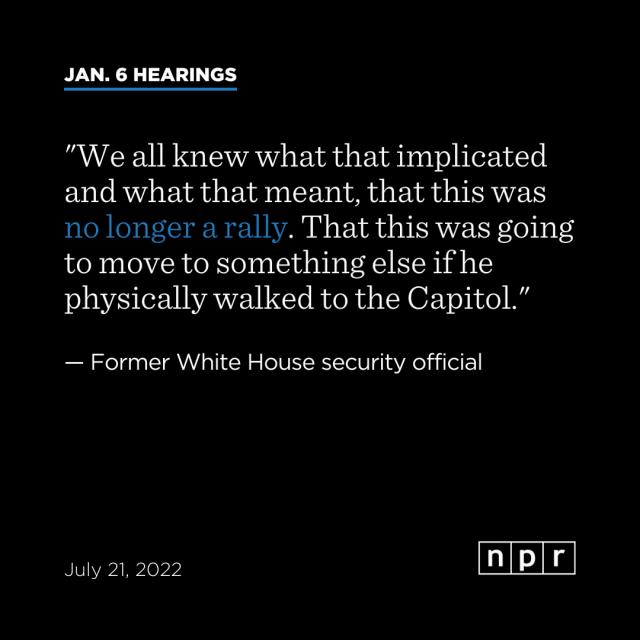 JAN. 6 HEARINGS
"We all knew what that implicated
and what that meant, that this was
no longer a rally. That this was going
to move to something else if he
physically walked to the Capitol."
— Former White House security official
July 21, 2022
npr